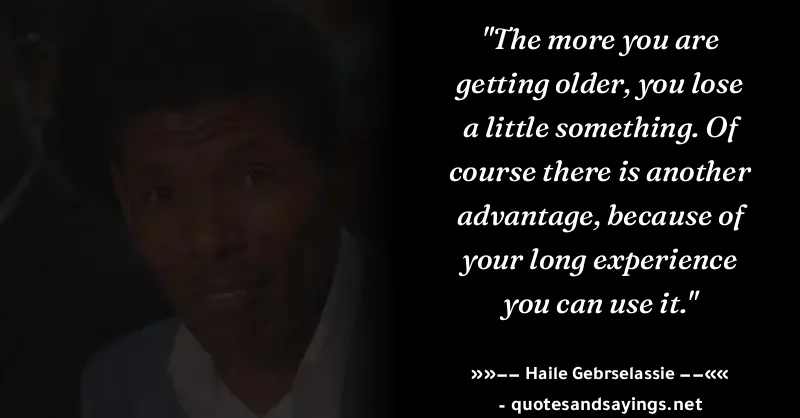 "The more you are
getting older, you lose
a little something. Of
course there is another
advantage, because of
your long experience
you can use it."
»»–– Haile Gebrselassie ––««
- quotesandsayings.net